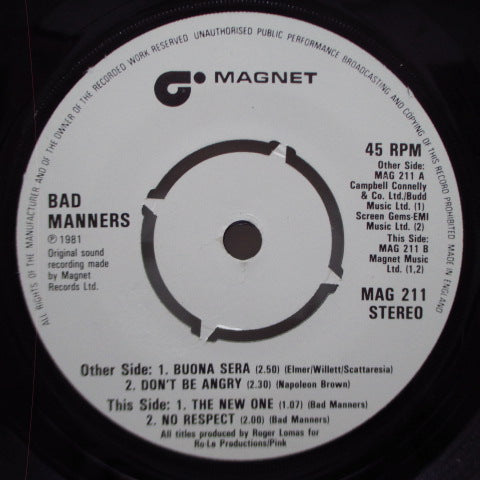 ALL RIGHTS OF THE MANUFACTURER AND OF THE OWNER OF THE RECORDED WORK RESERVED UNAUTHORISED PUBLIC PERFORMANCE BROADCASTING AND COPYING OF THIS RECORD PROHIBITED MADE IN ENGLAND
MAGNET
BAD
MANNERS
℗ 1981
Original sound
recording made
by Magnet
Records Ltd.
45 RPM
Other Side:
MAG 211 A
Campbell Connelly
& Co. Ltd./Budd
Music Ltd. (1)
Screen Gems-EMI
Music Ltd. (2)
This Side:
MAG 211 B
Magnet Music
Ltd. (1,2)
MAG 211
STEREO
Other Side: 1. BUONA SERA (2.50) (Elmer/Willett/Scattaresia)
2. DON'T BE ANGRY (2.30) (Napoleon Brown)
This Side: 1. THE NEW ONE (1.07) (Bad Manners)
2. NO RESPECT (2.00) (Bad Manners)
All titles produced by Roger Lomas for
Ro-Lo Productions/Pink